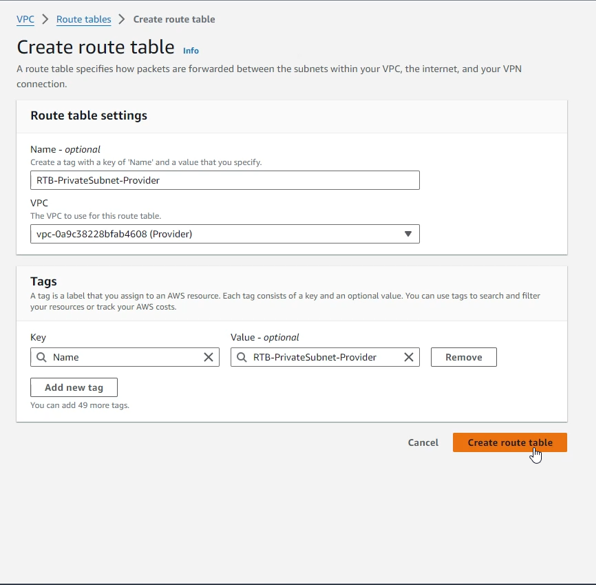 VPC > Route tables > Create route table
Create route table Info
A route table specifies how packets are forwarded between the subnets within your VPC, the internet, and your VPN
connection.
Route table settings
Name - optional
Create a tag with a key of 'Name' and a value that you specify.
RTB-PrivateSubnet-Provider
VPC
The VPC to use for this route table.
vpc-0a9c38228bfab4608 (Provider)
Tags
A tag is a label that you assign to an AWS resource. Each tag consists of a key and an optional value. You can use tags to search and filter
your resources or track your AWS costs.
Key Value - optional
Name RTB-PrivateSubnet-Provider Remove
Add new tag
You can add 49 more tags.
Cancel Create route table